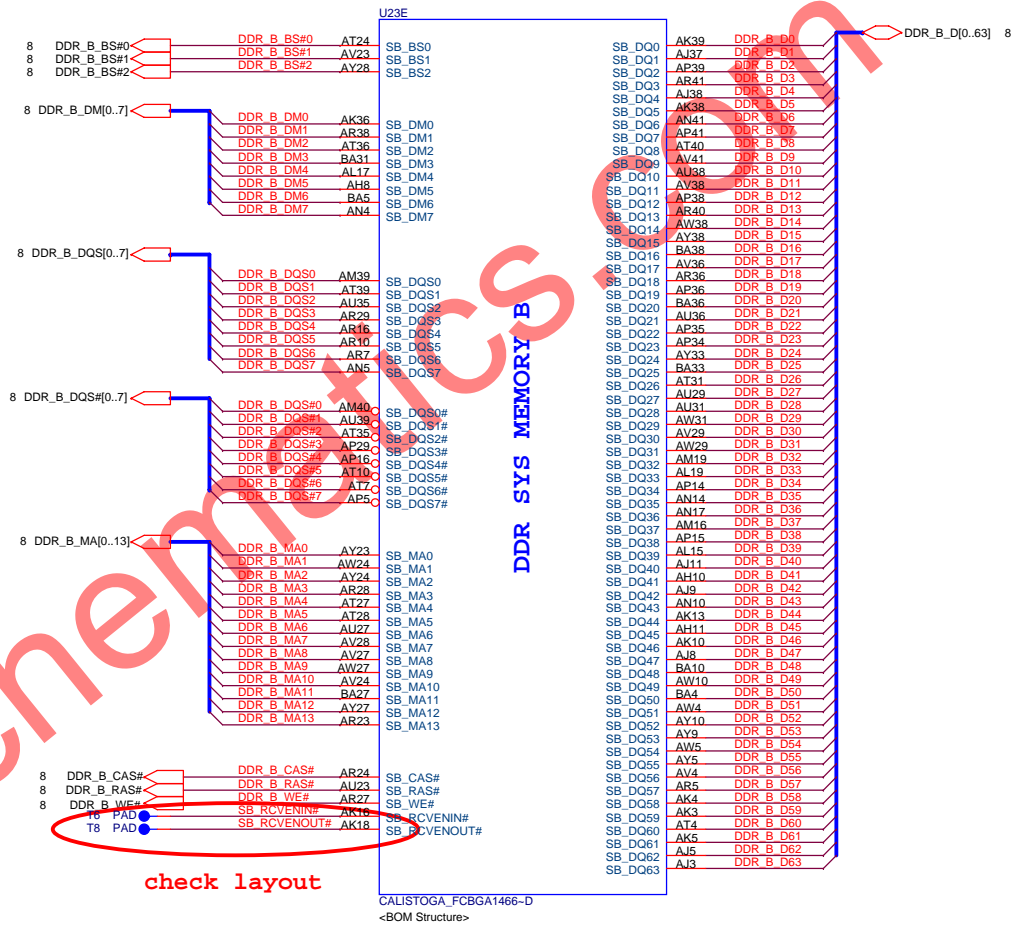 U23E
8 DDR_B_BS#0 DDR_B_BS#0 AT24 SB_BS0
8 DDR_B_BS#1 DDR_B_BS#1 AV23 SB_BS1
8 DDR_B_BS#2 DDR_B_BS#2 AY28 SB_BS2
8 DDR_B_DM[0..7]
DDR_B_DM0 AK36 SB_DM0
DDR_B_DM1 AR38 SB_DM1
DDR_B_DM2 AT36 SB_DM2
DDR_B_DM3 BA31 SB_DM3
DDR_B_DM4 AL17 SB_DM4
DDR_B_DM5 AH8 SB_DM5
DDR_B_DM6 BA5 SB_DM6
DDR_B_DM7 AN4 SB_DM7
8 DDR_B_DQS[0..7]
DDR_B_DQS0 AM39 SB_DQS0
DDR_B_DQS1 AT39 SB_DQS1
DDR_B_DQS2 AU35 SB_DQS2
DDR_B_DQS3 AR29 SB_DQS3
DDR_B_DQS4 AR16 SB_DQS4
DDR_B_DQS5 AR10 SB_DQS5
DDR_B_DQS6 AR7 SB_DQS6
DDR_B_DQS7 AN5 SB_DQS7
8 DDR_B_DQS#[0..7]
DDR_B_DQS#0 AM40 SB_DQS0#
DDR_B_DQS#1 AU39 SB_DQS1#
DDR_B_DQS#2 AT35 SB_DQS2#
DDR_B_DQS#3 AP29 SB_DQS3#
DDR_B_DQS#4 AP16 SB_DQS4#
DDR_B_DQS#5 AT10 SB_DQS5#
DDR_B_DQS#6 AT7 SB_DQS6#
DDR_B_DQS#7 AP5 SB_DQS7#
8 DDR_B_MA[0..13]
DDR_B_MA0 AY23 SB_MA0
DDR_B_MA1 AW24 SB_MA1
DDR_B_MA2 AY24 SB_MA2
DDR_B_MA3 AR28 SB_MA3
DDR_B_MA4 AT27 SB_MA4
DDR_B_MA5 AT28 SB_MA5
DDR_B_MA6 AU27 SB_MA6
DDR_B_MA7 AV28 SB_MA7
DDR_B_MA8 AV27 SB_MA8
DDR_B_MA9 AW27 SB_MA9
DDR_B_MA10 AV24 SB_MA10
DDR_B_MA11 BA27 SB_MA11
DDR_B_MA12 AY27 SB_MA12
DDR_B_MA13 AR23 SB_MA13
8 DDR_B_CAS# DDR_B_CAS# AR24 SB_CAS#
8 DDR_B_RAS# DDR_B_RAS# AU23 SB_RAS#
8 DDR_B_WE# DDR_B_WE# AR27 SB_WE#
T6 PAD SB_RCVENIN# AK16 SB_RCVENIN#
T8 PAD SB_RCVENOUT# AK18 SB_RCVENOUT#
check layout
DDR SYS MEMORY B
DDR_B_D[0..63] 8
SB_DQ0 AK39 DDR_B_D0
SB_DQ1 AJ37 DDR_B_D1
SB_DQ2 AP39 DDR_B_D2
SB_DQ3 AR41 DDR_B_D3
SB_DQ4 AJ38 DDR_B_D4
SB_DQ5 AK38 DDR_B_D5
SB_DQ6 AN41 DDR_B_D6
SB_DQ7 AP41 DDR_B_D7
SB_DQ8 AT40 DDR_B_D8
SB_DQ9 AV41 DDR_B_D9
SB_DQ10 AU38 DDR_B_D10
SB_DQ11 AV38 DDR_B_D11
SB_DQ12 AP38 DDR_B_D12
SB_DQ13 AR40 DDR_B_D13
SB_DQ14 AW38 DDR_B_D14
SB_DQ15 AY38 DDR_B_D15
SB_DQ16 BA38 DDR_B_D16
SB_DQ17 AV36 DDR_B_D17
SB_DQ18 AR36 DDR_B_D18
SB_DQ19 AP36 DDR_B_D19
SB_DQ20 BA36 DDR_B_D20
SB_DQ21 AU36 DDR_B_D21
SB_DQ22 AP35 DDR_B_D22
SB_DQ23 AP34 DDR_B_D23
SB_DQ24 AY33 DDR_B_D24
SB_DQ25 BA33 DDR_B_D25
SB_DQ26 AT31 DDR_B_D26
SB_DQ27 AU29 DDR_B_D27
SB_DQ28 AU31 DDR_B_D28
SB_DQ29 AW31 DDR_B_D29
SB_DQ30 AV29 DDR_B_D30
SB_DQ31 AW29 DDR_B_D31
SB_DQ32 AM19 DDR_B_D32
SB_DQ33 AL19 DDR_B_D33
SB_DQ34 AP14 DDR_B_D34
SB_DQ35 AN14 DDR_B_D35
SB_DQ36 AN17 DDR_B_D36
SB_DQ37 AM16 DDR_B_D37
SB_DQ38 AP15 DDR_B_D38
SB_DQ39 AL15 DDR_B_D39
SB_DQ40 AJ11 DDR_B_D40
SB_DQ41 AH10 DDR_B_D41
SB_DQ42 AJ9 DDR_B_D42
SB_DQ43 AN10 DDR_B_D43
SB_DQ44 AK13 DDR_B_D44
SB_DQ45 AH11 DDR_B_D45
SB_DQ46 AK10 DDR_B_D46
SB_DQ47 AJ8 DDR_B_D47
SB_DQ48 BA10 DDR_B_D48
SB_DQ49 AW10 DDR_B_D49
SB_DQ50 BA4 DDR_B_D50
SB_DQ51 AW4 DDR_B_D51
SB_DQ52 AY10 DDR_B_D52
SB_DQ53 AY9 DDR_B_D53
SB_DQ54 AW5 DDR_B_D54
SB_DQ55 AY5 DDR_B_D55
SB_DQ56 AV4 DDR_B_D56
SB_DQ57 AR5 DDR_B_D57
SB_DQ58 AK4 DDR_B_D58
SB_DQ59 AK3 DDR_B_D59
SB_DQ60 AT4 DDR_B_D60
SB_DQ61 AK5 DDR_B_D61
SB_DQ62 AJ5 DDR_B_D62
SB_DQ63 AJ3 DDR_B_D63
CALISTOGA_FCBGA1466~D
<BOM Structure>
chematics.com